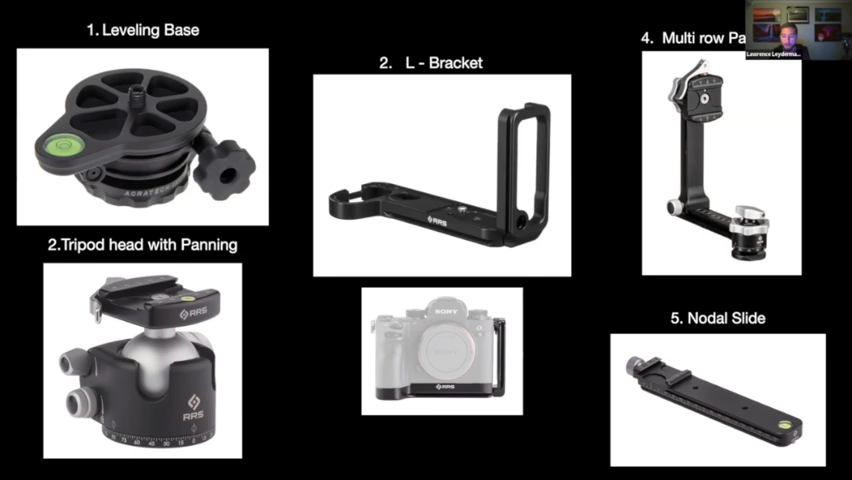 1. Leveling Base
2. L - Bracket
4. Multi row Pa
Laurence Leyderma...
ACRATECH
RRS
2.Tripod head with Panning
RRS
RRS
SONY
SONY
RRS
5. Nodal Slide